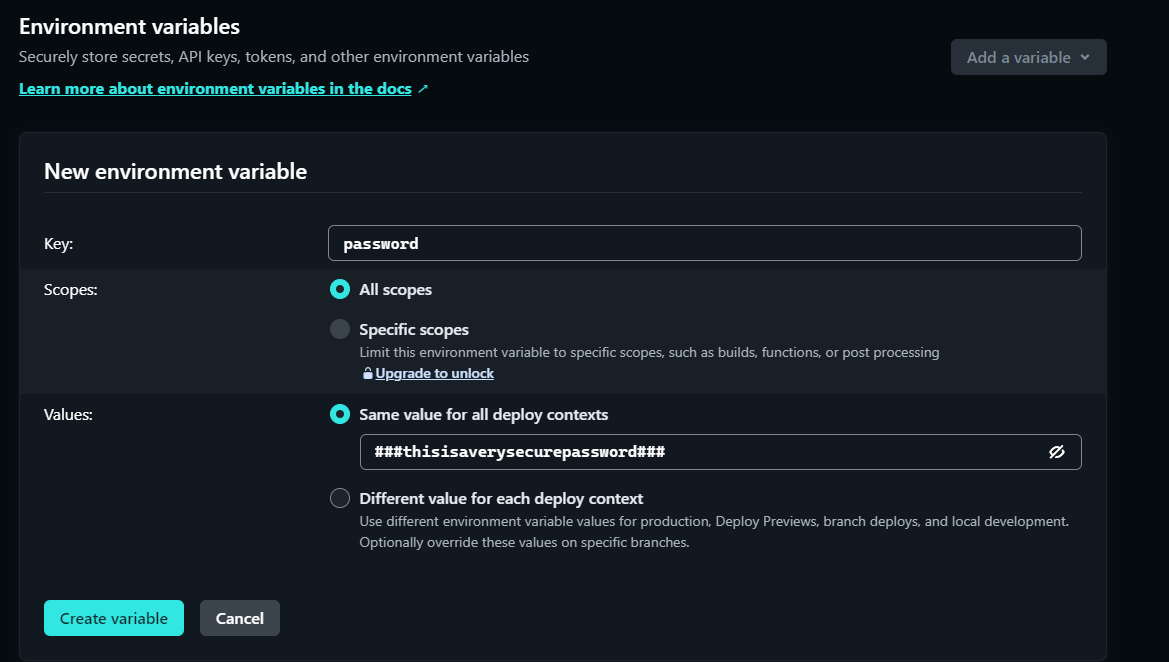 Environment variables
Securely store secrets, API keys, tokens, and other environment variables
Add a variable
Learn more about environment variables in the docs ↗
New environment variable
Key:
password
Scopes:
All scopes
Specific scopes
Limit this environment variable to specific scopes, such as builds, functions, or post processing
Upgrade to unlock
Values:
Same value for all deploy contexts
###thisisaverysecurepassword###
Different value for each deploy context
Use different environment variable values for production, Deploy Previews, branch deploys, and local development.
Optionally override these values on specific branches.
Create variable
Cancel